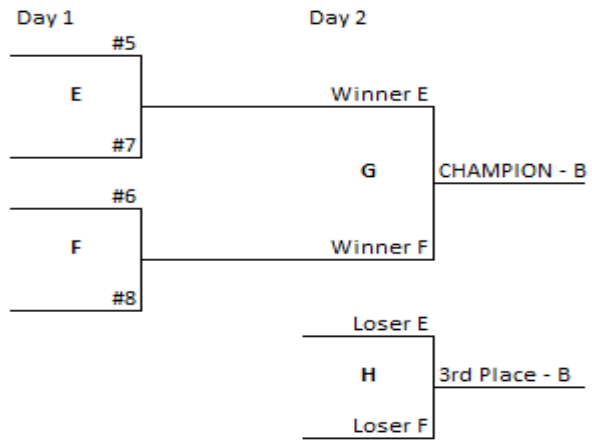 Day 1 Day 2
#5
E Winner E
#7
G CHAMPION - B
#6
F Winner F
#8
Loser E
H 3rd Place - B
Loser F